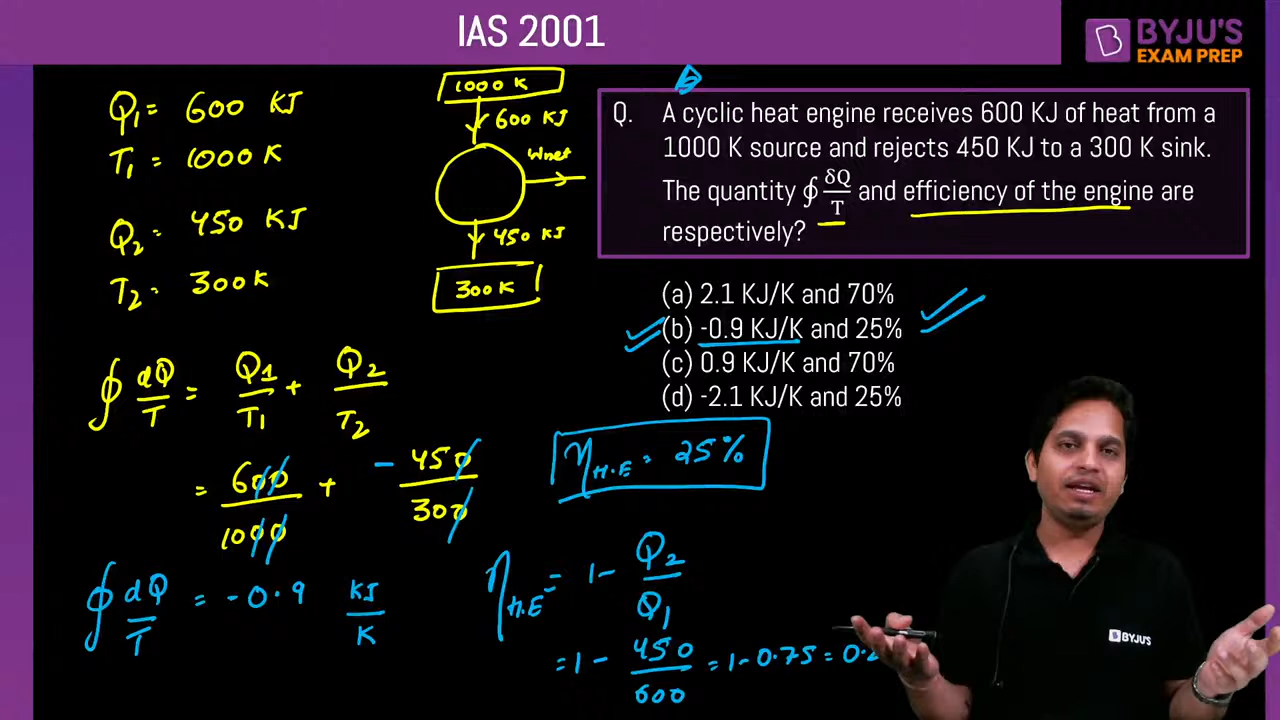 IAS 2001
BYJU'S
EXAM PREP
Q₁ = 600 KJ
T₁ = 1000 K
Q₂ = 450 KJ
T₂ = 300 K
1000 K
600 KJ
Wnet
450 KJ
300 K
b
Q. A cyclic heat engine receives 600 KJ of heat from a
1000 K source and rejects 450 KJ to a 300 K sink.
The quantity ∮ δQ/T and efficiency of the engine are
respectively?
(a) 2.1 KJ/K and 70%
(b) -0.9 KJ/K and 25%
(c) 0.9 KJ/K and 70%
(d) -2.1 KJ/K and 25%
∮ dQ/T = Q1/T₁ + Q₂/T₂
= 600/1000 + - 450/300
∮ dQ/T = -0.9 KJ/K
η H.E = 25%
η H.E = 1 - Q₂/Q₁
= 1 - 450/600 = 1 - 0.75 = 0.2
BYJU'S